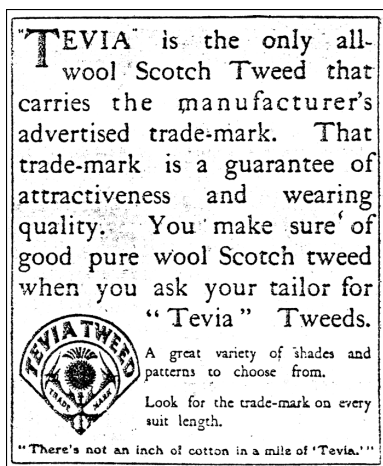 "TEVIA" is the only all-
wool Scotch Tweed that
carries the manufacturer's
advertised trade-mark. That
trade-mark is a guarantee of
attractiveness and wearing
quality. You make sure of
good pure wool Scotch tweed
when you ask your tailor for
"Tevia" Tweeds.
TEVIA TWEED
TRADE MARK
A great variety of shades and
patterns to choose from.
Look for the trade-mark on every
suit length.
"There's not an inch of cotton in a mile of 'Tevia.'"